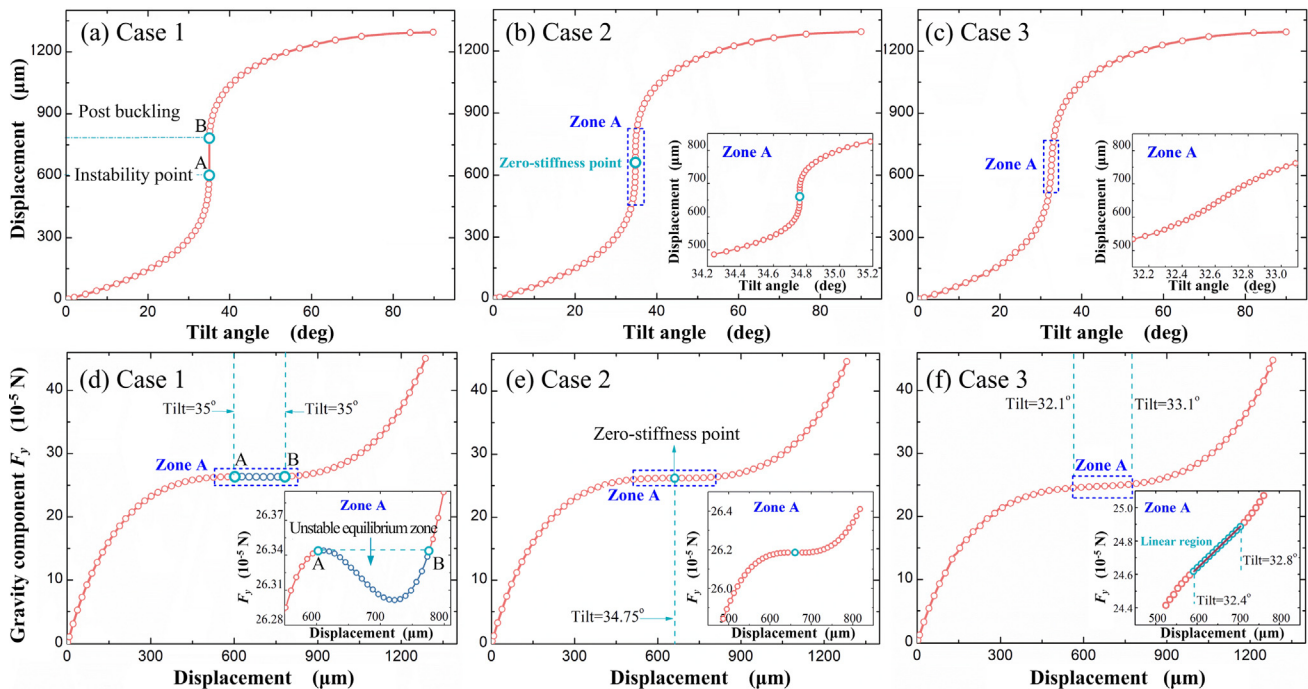 (a) Case 1
Displacement (μm)
1200
900
600
300
0
Post buckling
B
A
Instability point
0
20
40
60
80
Tilt angle (deg)
(b) Case 2
1200
900
600
300
0
Zone A
Zero-stiffness point
Zone A
Displacement (μm)
800
700
600
500
34.2
34.4
34.6
34.8
35.0
35.2
Tilt angle (deg)
0
20
40
60
80
Tilt angle (deg)
(c) Case 3
1200
900
600
300
0
Zone A
Zone A
Displacement (μm)
800
700
600
500
32.2
32.4
32.6
32.8
33.0
Tilt angle (deg)
0
20
40
60
80
Tilt angle (deg)
(d) Case 1
Gravity component Fy (10-5 N)
40
30
20
10
0
Tilt=35o
Tilt=35o
Zone A
A
B
Zone A
Unstable equilibrium zone
A
B
Fy (10-5 N)
26.37
26.34
26.31
26.28
600
700
800
Displacement (μm)
0
300
600
900
1200
Displacement (μm)
(e) Case 2
40
30
20
10
0
Zero-stiffness point
Zone A
Tilt=34.75o
Zone A
Fy (10-5 N)
26.4
26.2
26.0
500
600
700
800
Displacement (μm)
0
300
600
900
1200
Displacement (μm)
(f) Case 3
40
30
20
10
0
Tilt=32.1o
Tilt=33.1o
Zone A
Zone A
Linear region
Tilt=32.8o
Tilt=32.4o
Fy (10-5 N)
25.0
24.8
24.6
24.4
500
600
700
800
Displacement (μm)
0
300
600
900
1200
Displacement (μm)